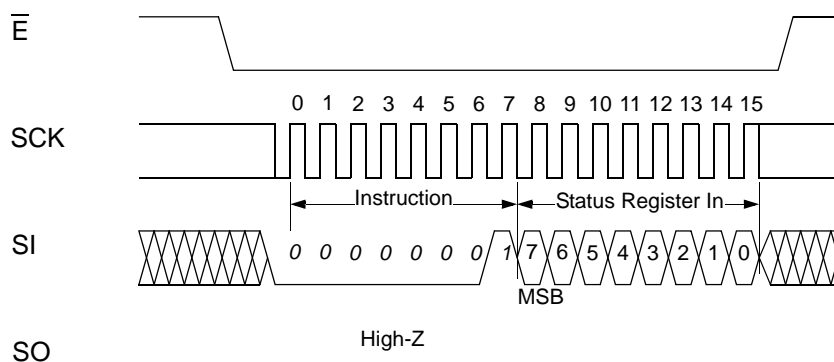 E̅
0 1 2 3 4 5 6 7 8 9 10 11 12 13 14 15
SCK
Instruction
Status Register In
SI
0 0 0 0 0 0 0 1 7 6 5 4 3 2 1 0
MSB
High-Z
SO